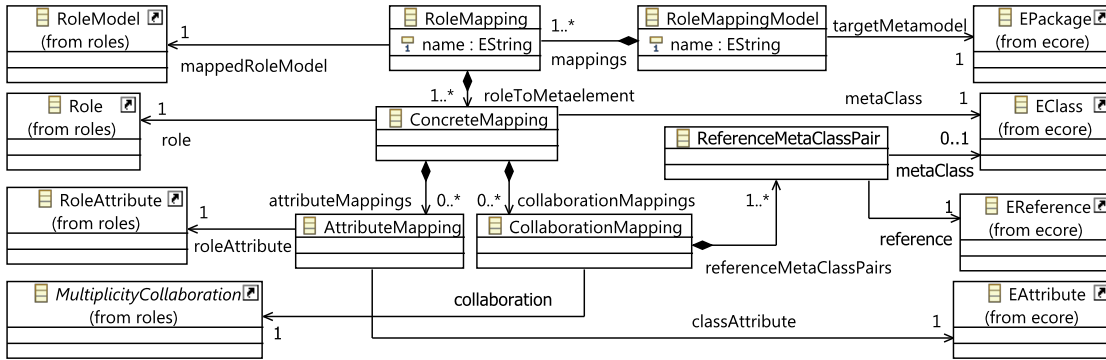 RoleModel
(from roles)
RoleMapping
name : EString
RoleMappingModel
name : EString
EPackage
(from ecore)
1
mappedRoleModel
1..*
mappings
targetMetamodel
1
1..*
roleToMetaelement
Role
(from roles)
1
role
ConcreteMapping
metaClass
1
EClass
(from ecore)
ReferenceMetaClassPair
0..1
metaClass
RoleAttribute
(from roles)
1
roleAttribute
attributeMappings
0..*
0..*
collaborationMappings
1..*
AttributeMapping
CollaborationMapping
referenceMetaClassPairs
1
reference
EReference
(from ecore)
MultiplicityCollaboration
(from roles)
1
collaboration
classAttribute
1
EAttribute
(from ecore)